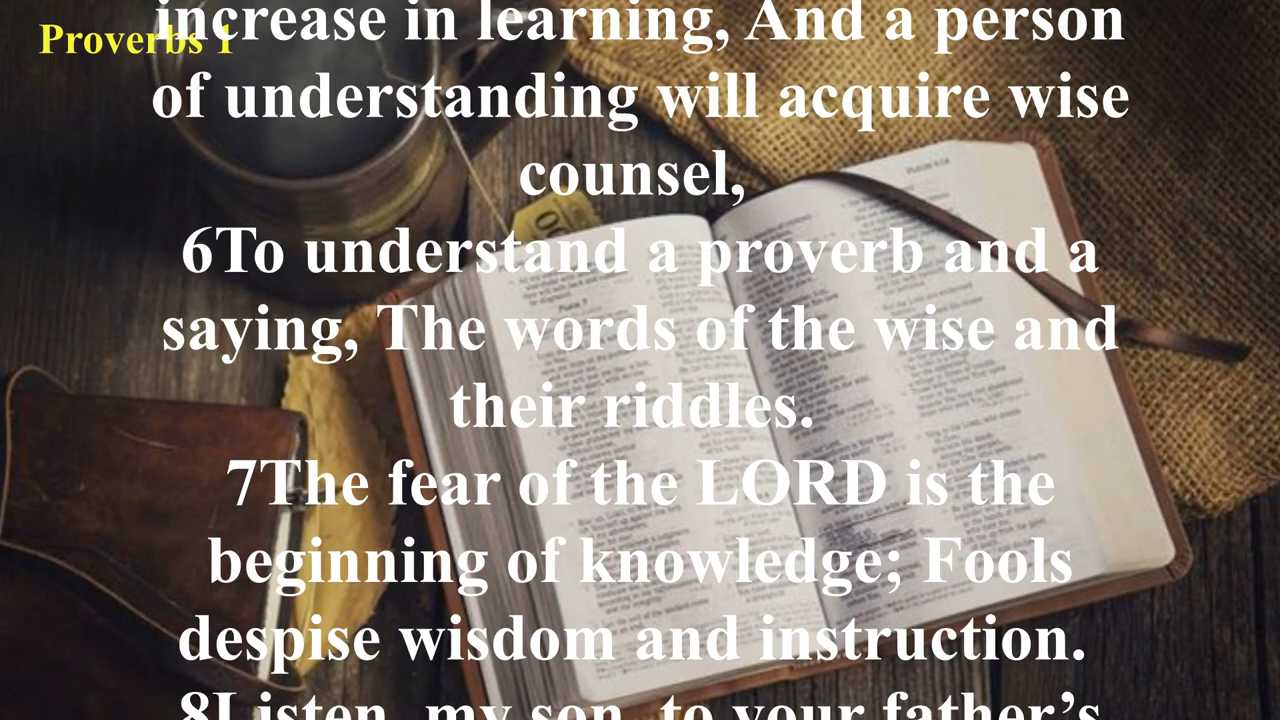 Proverbs 1
increase in learning, And a person
of understanding will acquire wise
counsel,
6To understand a proverb and a
saying, The words of the wise and
their riddles.
7The fear of the LORD is the
beginning of knowledge; Fools
despise wisdom and instruction.
8Listen, my son, to your father’s